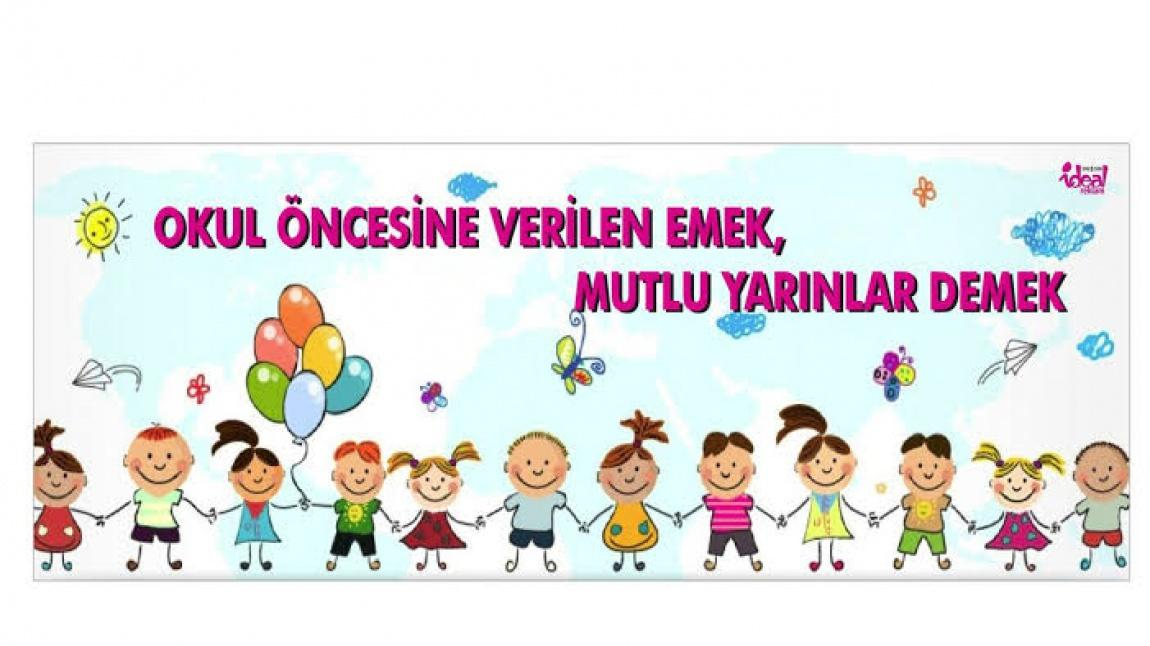 OKUL ÖNCESİNE VERİLEN EMEK,
MUTLU YARINLAR DEMEK
ideal